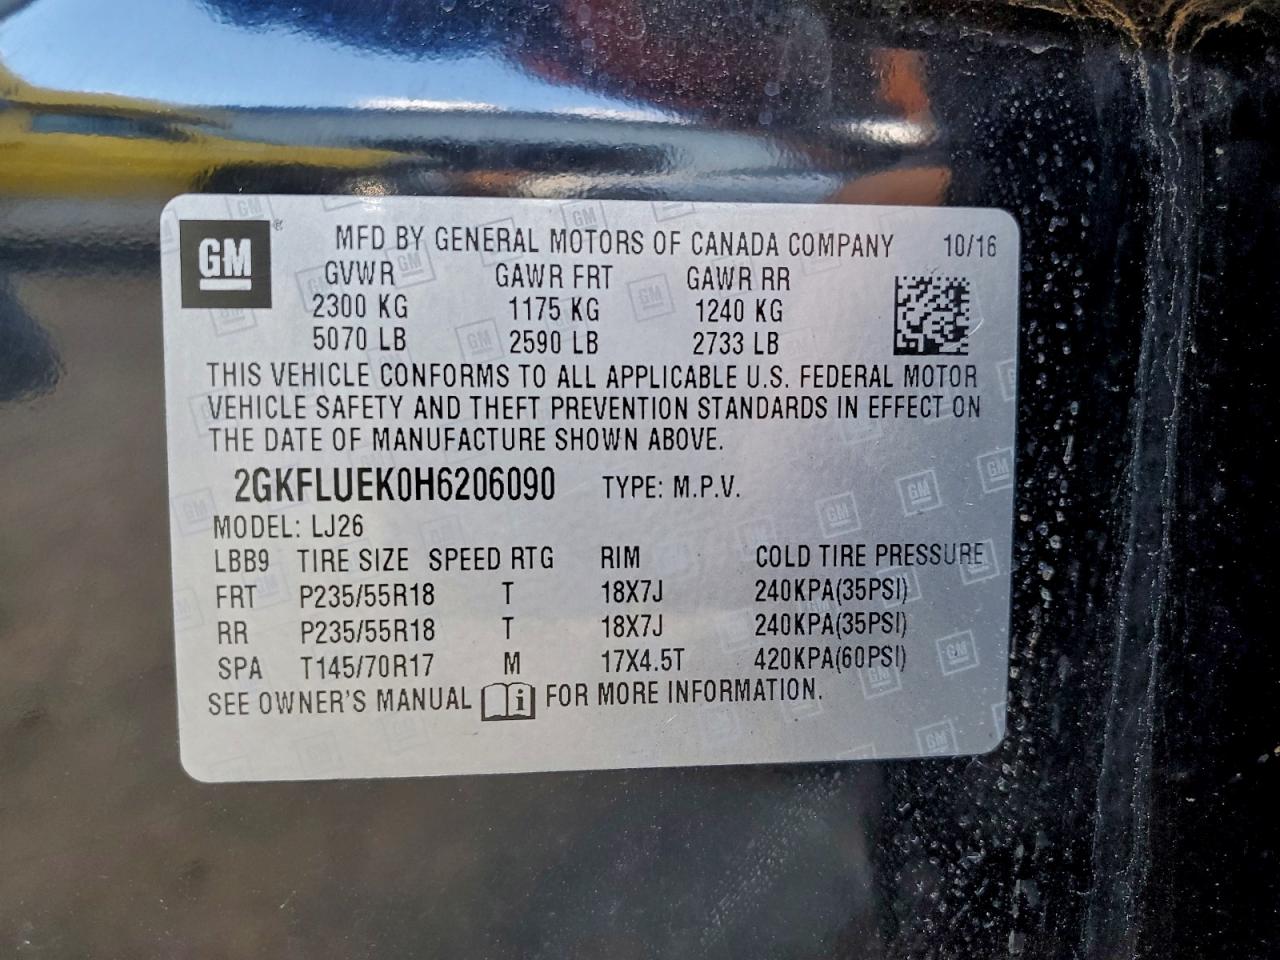 GM ® MFD BY GENERAL MOTORS OF CANADA COMPANY 10/16
GVWR GAWR FRT GAWR RR
2300 KG 1175 KG 1240 KG
5070 LB 2590 LB 2733 LB
THIS VEHICLE CONFORMS TO ALL APPLICABLE U.S. FEDERAL MOTOR
VEHICLE SAFETY AND THEFT PREVENTION STANDARDS IN EFFECT ON
THE DATE OF MANUFACTURE SHOWN ABOVE.
2GKFLUEK0H6206090 TYPE: M.P.V.
MODEL: LJ26
LBB9 TIRE SIZE SPEED RTG RIM COLD TIRE PRESSURE
FRT P235/55R18 T 18X7J 240KPA(35PSI)
RR P235/55R18 T 18X7J 240KPA(35PSI)
SPA T145/70R17 M 17X4.5T 420KPA(60PSI)
SEE OWNER'S MANUAL i FOR MORE INFORMATION.